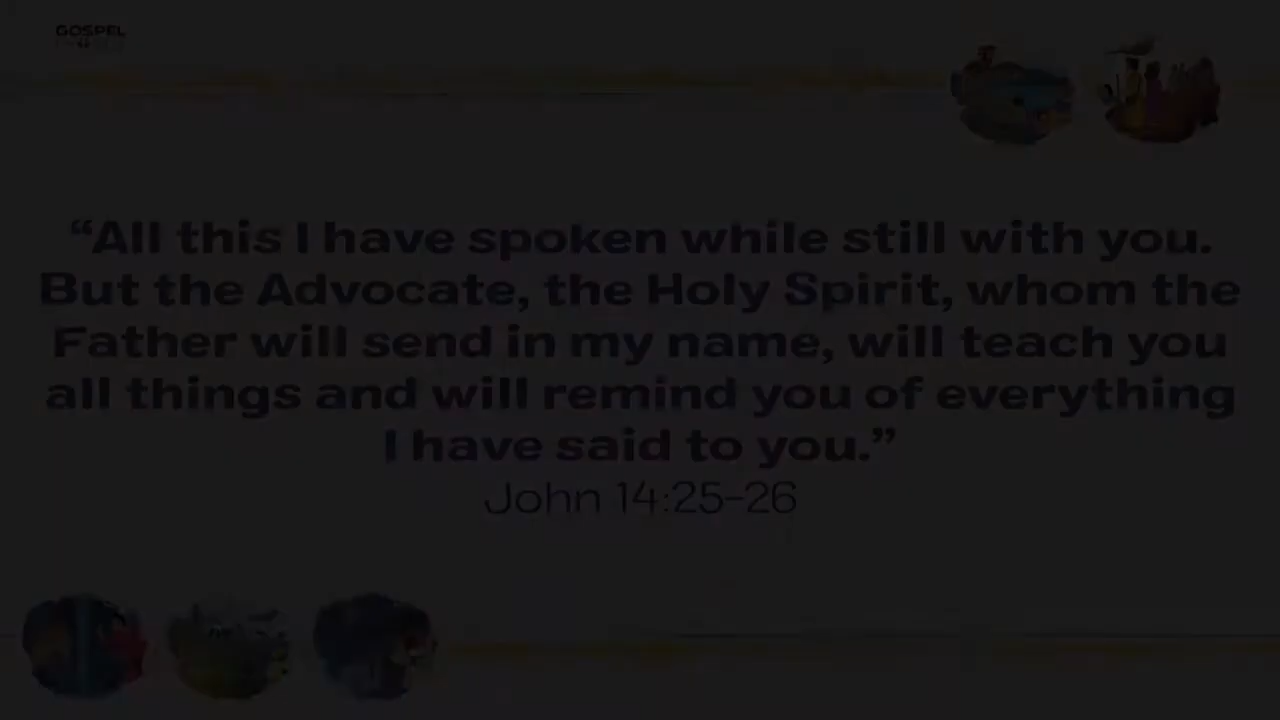 GOSPEL
“All this I have spoken while still with you.
But the Advocate, the Holy Spirit, whom the
Father will send in my name, will teach you
all things and will remind you of everything
I have said to you.”
John 14:25–26